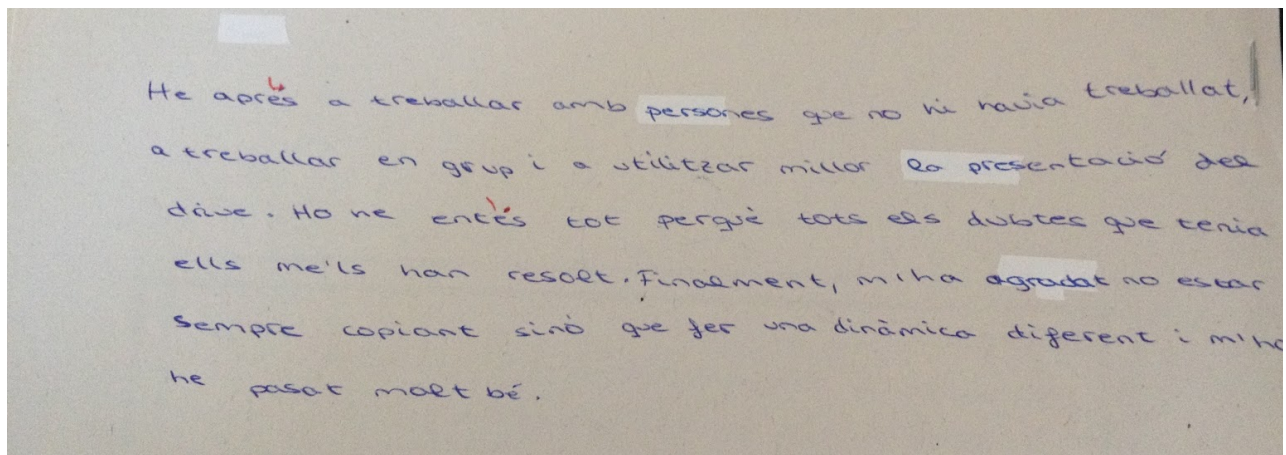 He après a treballar amb persones que no hi havia treballat,
a treballar en grup i a utilitzar millor la presentació del
drive. Ho he entès tot perquè tots els dubtes que tenia
ells me'ls han resolt. Finalment, m'ha agradat no estar
sempre copiant sinó que fer una dinàmica diferent i m'ho
he pasat molt bé.